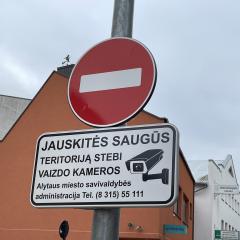 JAUSKITĖS SAUGŪS
TERITORIJĄ STEBI
VAIZDO KAMEROS
Alytaus miesto savivaldybės
administracija Tel. (8 315) 55 111